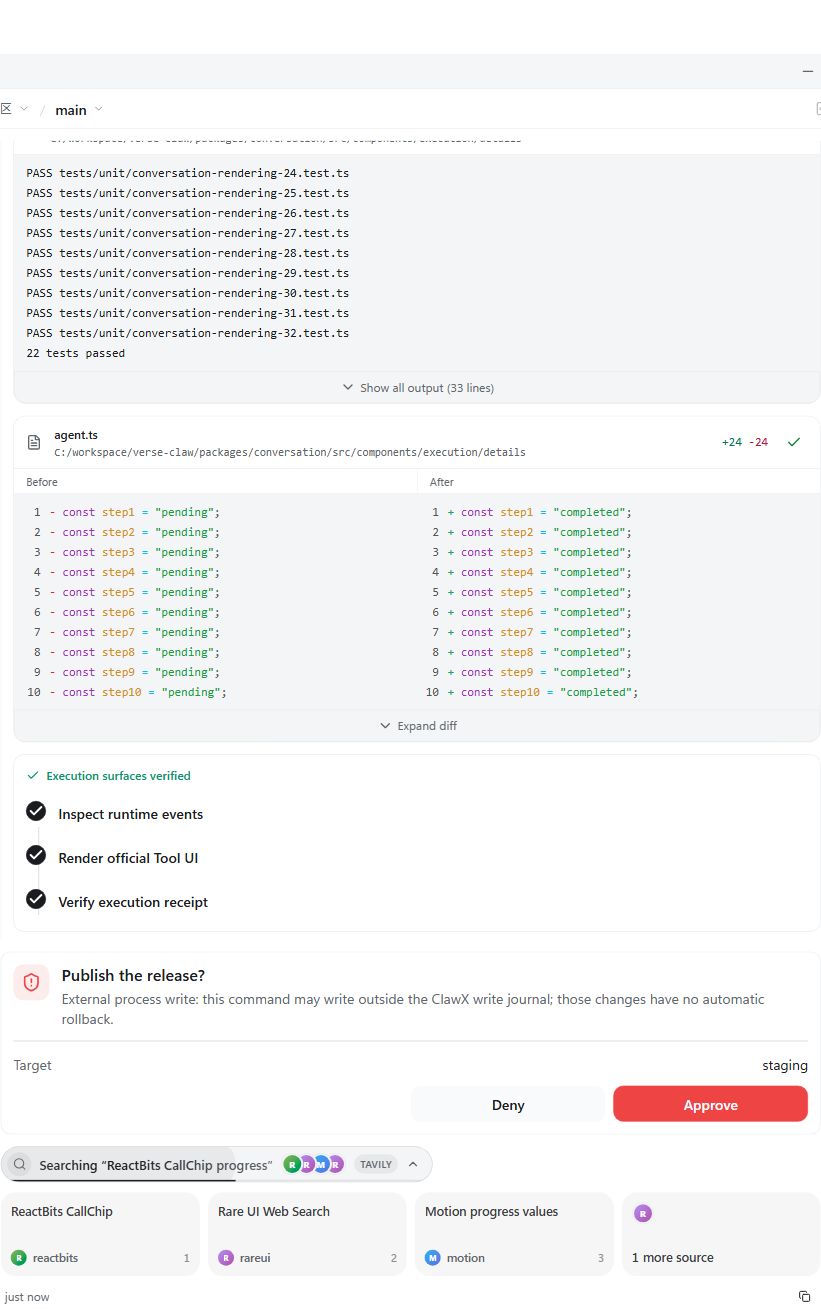 / main
C:/workspace/verse-claw/packages/conversation/src/components/execution/details
PASS tests/unit/conversation-rendering-24.test.ts
PASS tests/unit/conversation-rendering-25.test.ts
PASS tests/unit/conversation-rendering-26.test.ts
PASS tests/unit/conversation-rendering-27.test.ts
PASS tests/unit/conversation-rendering-28.test.ts
PASS tests/unit/conversation-rendering-29.test.ts
PASS tests/unit/conversation-rendering-30.test.ts
PASS tests/unit/conversation-rendering-31.test.ts
PASS tests/unit/conversation-rendering-32.test.ts
22 tests passed
Show all output (33 lines)
agent.ts
C:/workspace/verse-claw/packages/conversation/src/components/execution/details
+24 -24
Before
After
1 - const step1 = "pending";
1 + const step1 = "completed";
2 - const step2 = "pending";
2 + const step2 = "completed";
3 - const step3 = "pending";
3 + const step3 = "completed";
4 - const step4 = "pending";
4 + const step4 = "completed";
5 - const step5 = "pending";
5 + const step5 = "completed";
6 - const step6 = "pending";
6 + const step6 = "completed";
7 - const step7 = "pending";
7 + const step7 = "completed";
8 - const step8 = "pending";
8 + const step8 = "completed";
9 - const step9 = "pending";
9 + const step9 = "completed";
10 - const step10 = "pending";
10 + const step10 = "completed";
Expand diff
Execution surfaces verified
Inspect runtime events
Render official Tool UI
Verify execution receipt
Publish the release?
External process write: this command may write outside the ClawX write journal; those changes have no automatic
rollback.
Target
staging
Deny
Approve
Searching “ReactBits CallChip progress” R R M R TAVILY
ReactBits CallChip
R reactbits 1
Rare UI Web Search
R rareui 2
Motion progress values
M motion 3
R
1 more source
just now